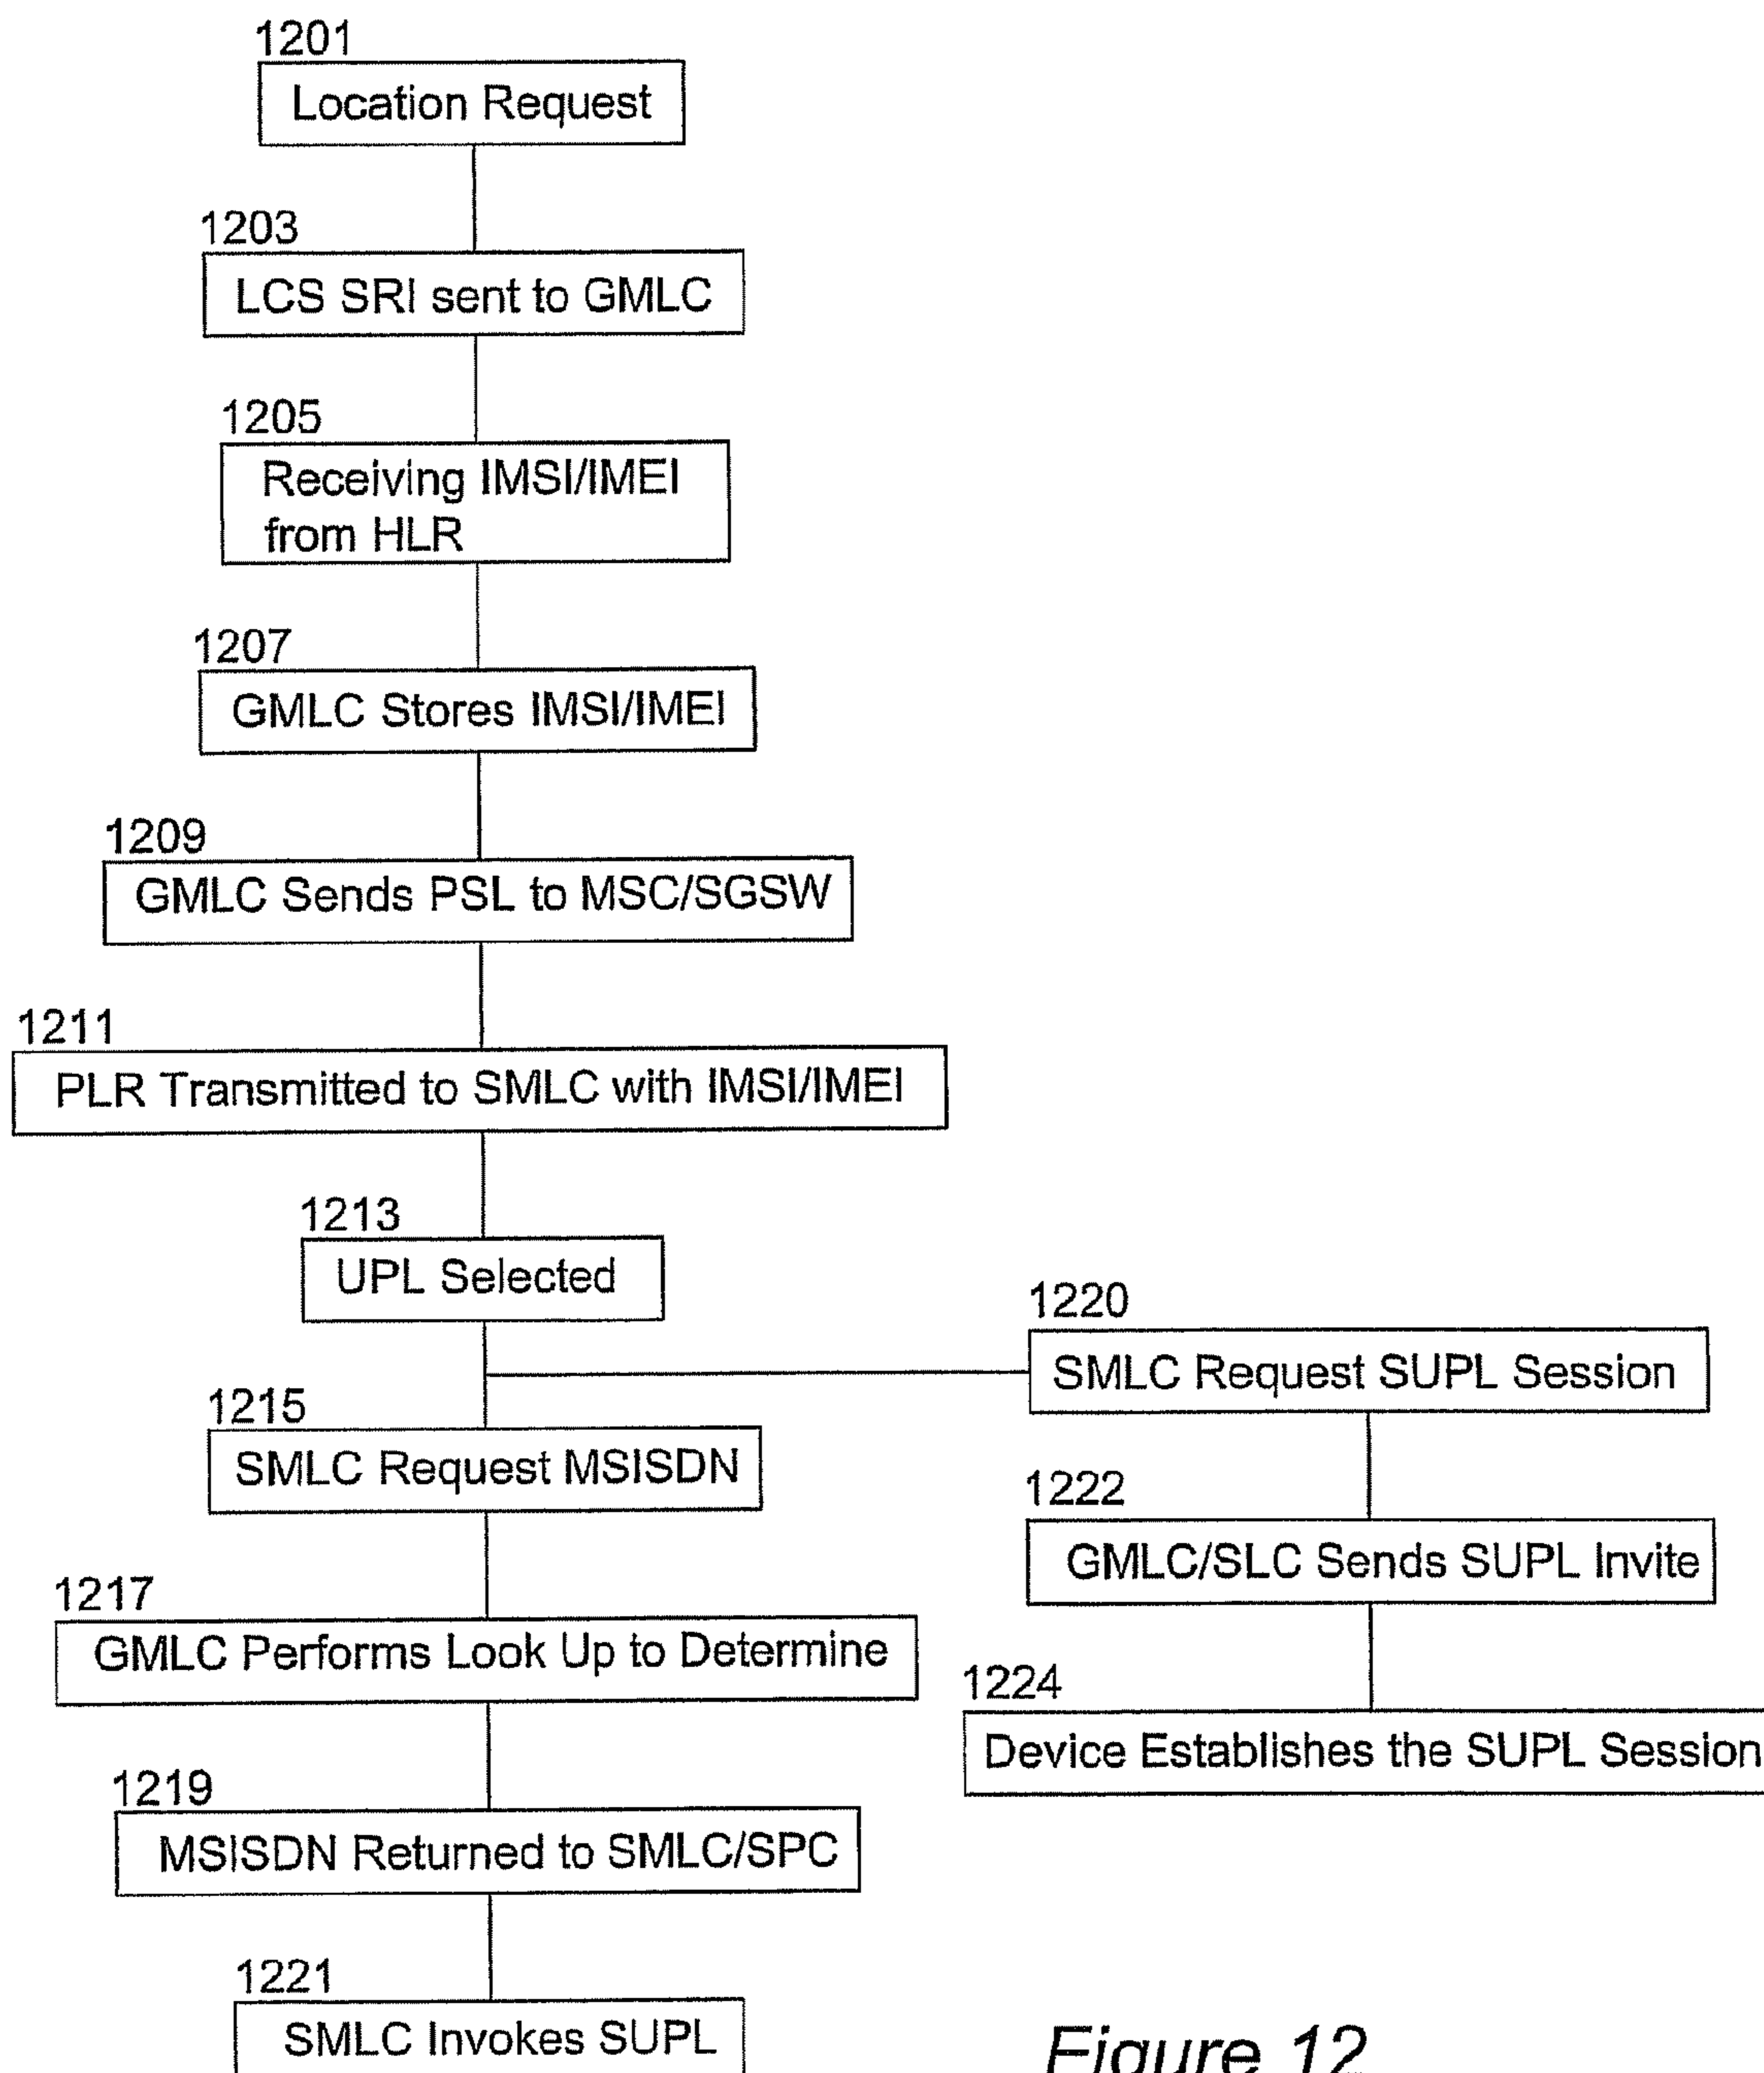 1201
Location Request
1203
LCS SRI sent to GMLC
1205
Receiving IMSI/IMEI
from HLR
1207
GMLC Stores IMSI/IMEI
1209
GMLC Sends PSL to MSC/SGSW
1211
PLR Transmitted to SMLC with IMSI/IMEI
1213
UPL Selected
1215
SMLC Request MSISDN
1217
GMLC Performs Look Up to Determine
1219
MSISDN Returned to SMLC/SPC
1221
SMLC Invokes SUPL
1220
SMLC Request SUPL Session
1222
GMLC/SLC Sends SUPL Invite
1224
Device Establishes the SUPL Session
Figure 12